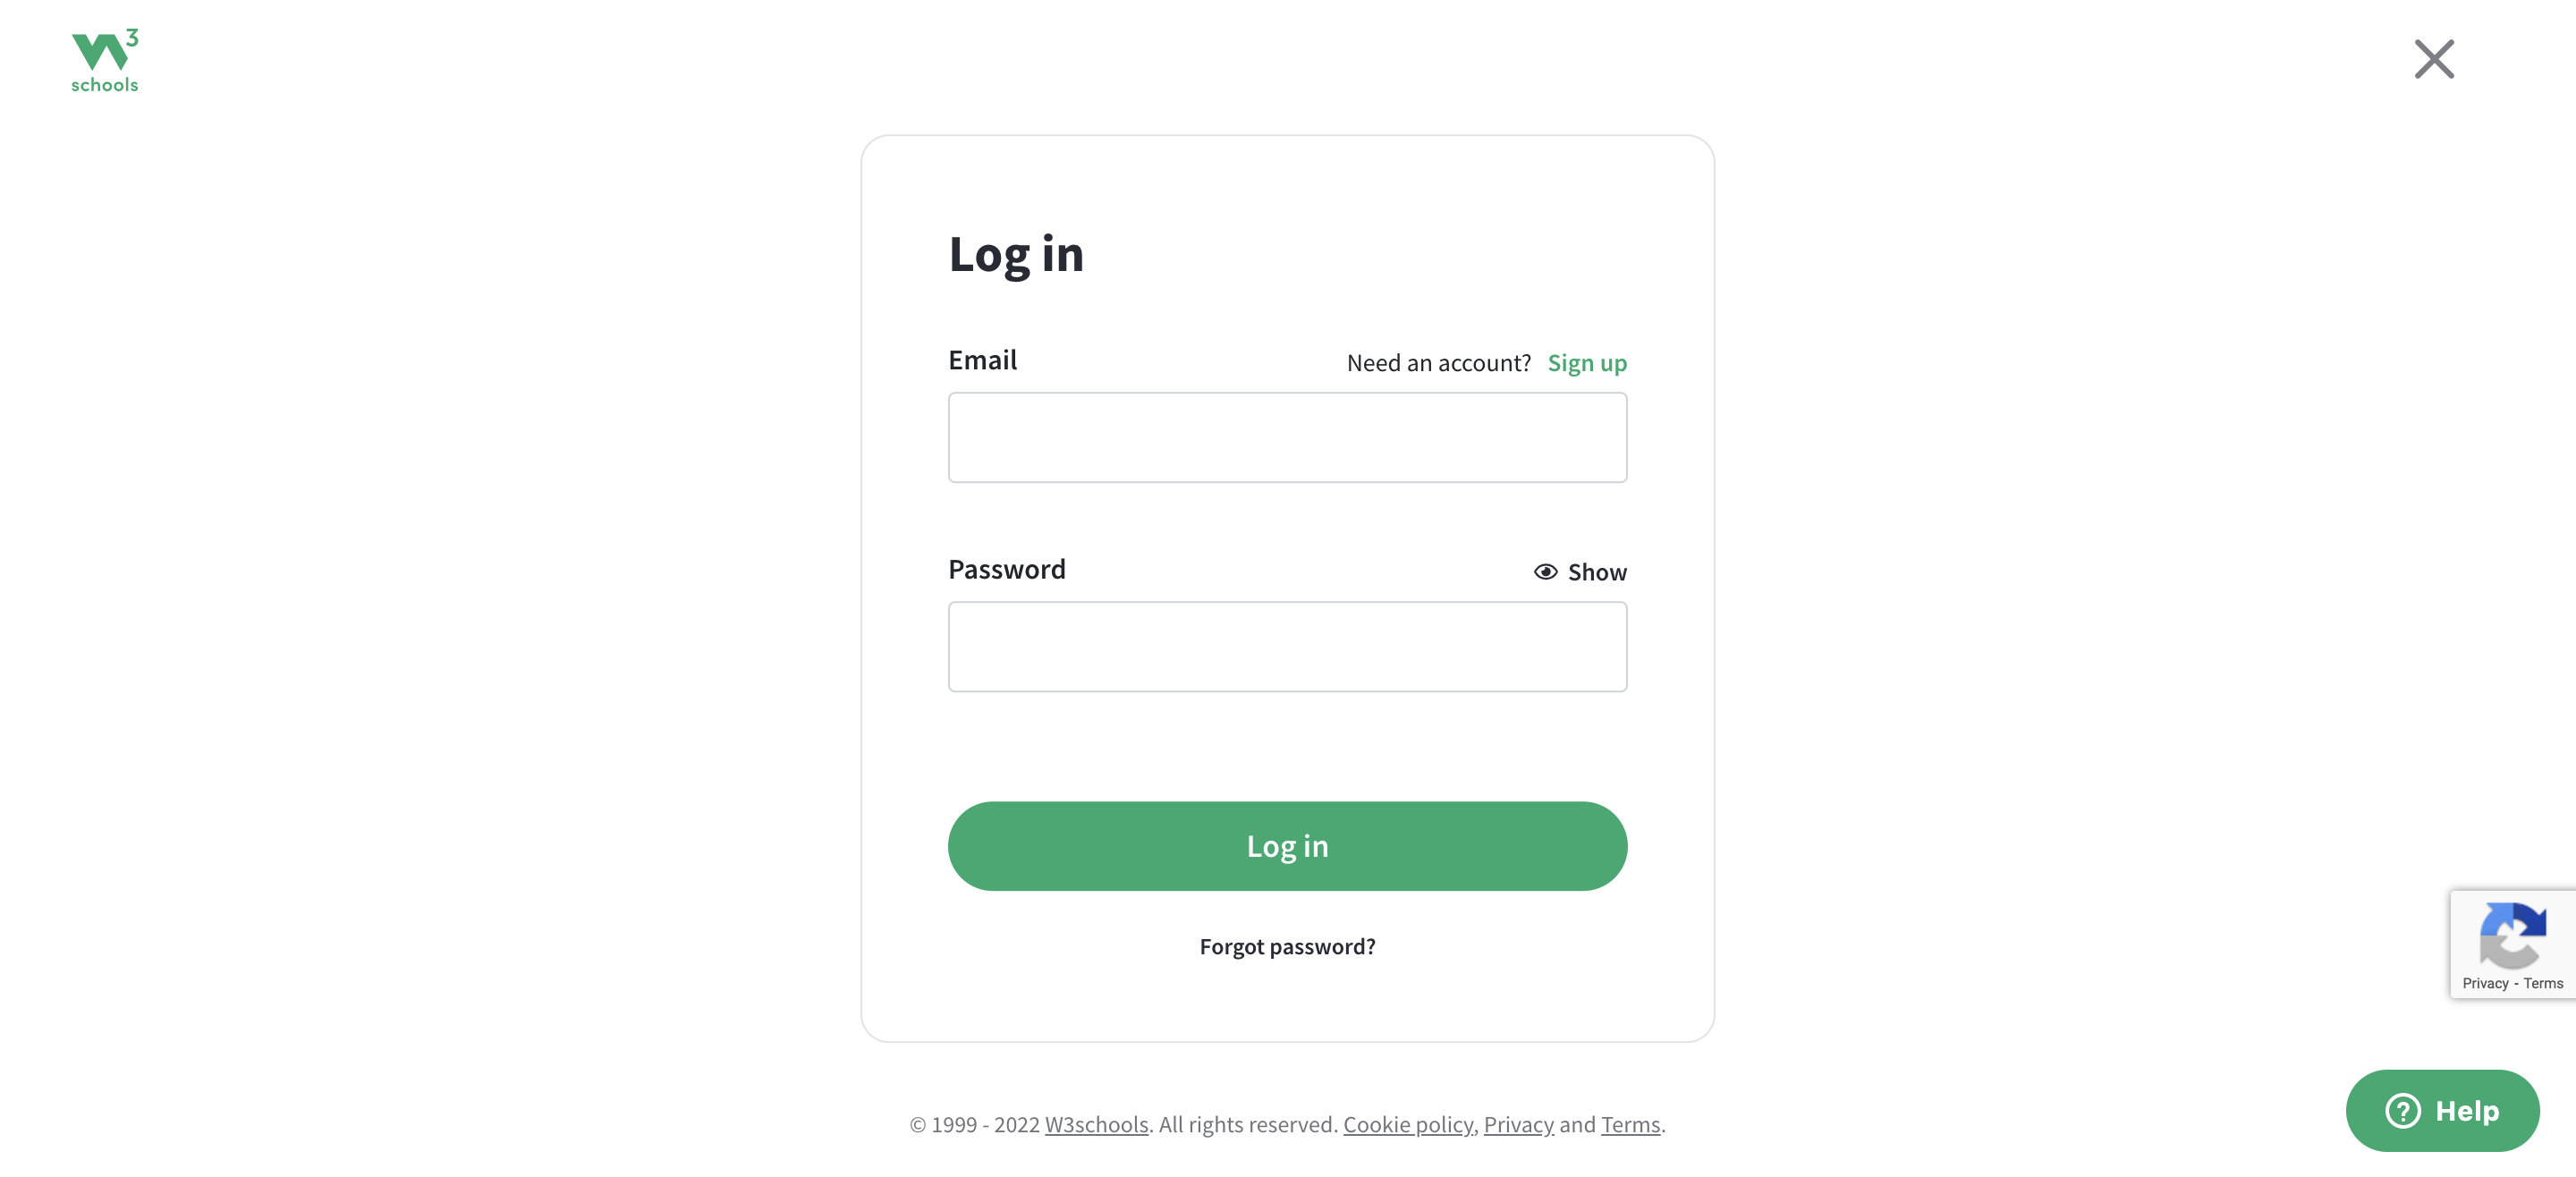 W3
schools
Log in
Email
Need an account? Sign up
Password
Show
Log in
Forgot password?
Privacy - Terms
© 1999 - 2022 W3schools. All rights reserved. Cookie policy, Privacy and Terms.
? Help